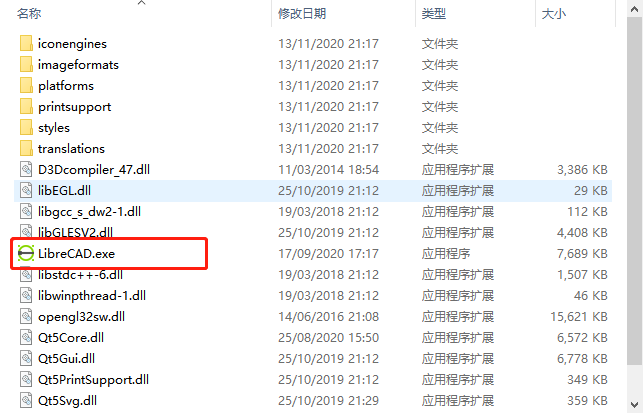 修改日期 类型 大小
iconengines 13/11/2020 21:17 文件夹
imageformats 13/11/2020 21:17 文件夹
platforms 13/11/2020 21:17 文件夹
printsupport 13/11/2020 21:17 文件夹
styles 13/11/2020 21:17 文件夹
translations 13/11/2020 21:17 文件夹
D3Dcompiler_47.dll 11/03/2014 18:54 应用程序扩展 3,386 KB
libEGL.dll 25/10/2019 21:12 应用程序扩展 29 KB
libgcc_s_dw2-1.dll 19/03/2018 21:12 应用程序扩展 112 KB
libGLESV2.dll 25/10/2019 21:12 应用程序扩展 4,408 KB
LibreCAD.exe 17/09/2020 17:17 应用程序 7,689 KB
libstdc++-6.dll 19/03/2018 21:12 应用程序扩展 1,507 KB
libwinpthread-1.dll 19/03/2018 21:12 应用程序扩展 46 KB
opengl32sw.dll 14/06/2016 21:08 应用程序扩展 15,621 KB
Qt5Core.dll 25/08/2020 15:50 应用程序扩展 6,572 KB
Qt5Gui.dll 25/10/2019 21:12 应用程序扩展 6,778 KB
Qt5PrintSupport.dll 25/10/2019 21:12 应用程序扩展 349 KB
Qt5Svg.dll 25/10/2019 21:29 应用程序扩展 359 KB